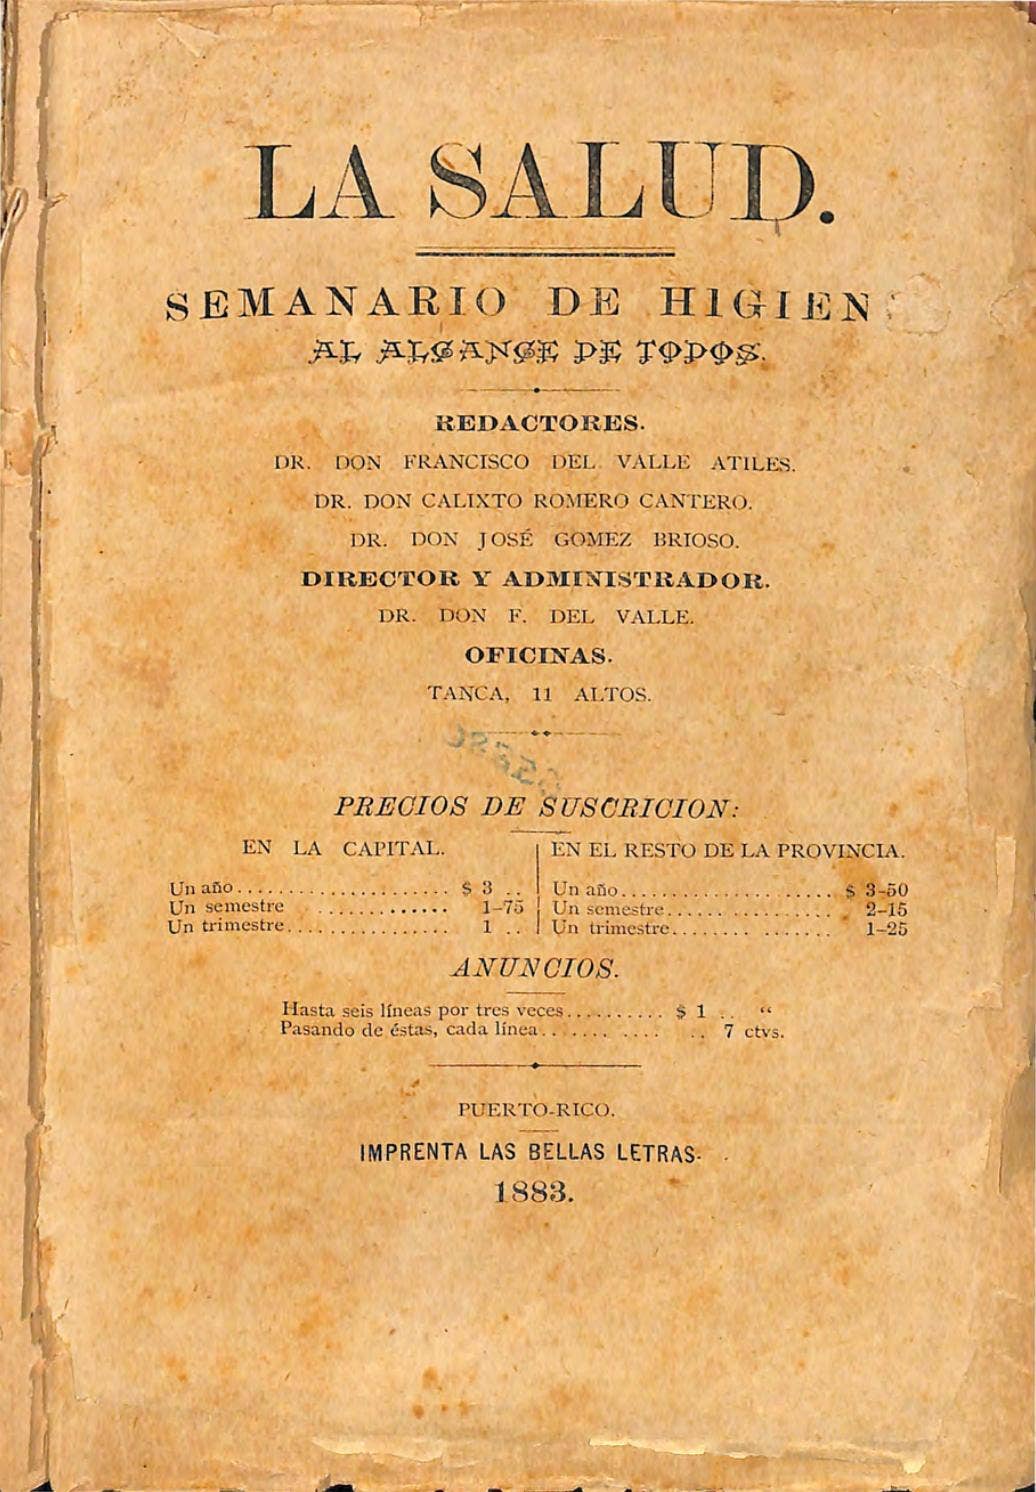 LA SALUD.
SEMANARIO DE HIGIEN
AL ALCANCE DE TODOS.
REDACTORES.
DR. DON FRANCISCO DEL VALLE ATILES.
DR. DON CALIXTO ROMERO CANTERO.
DR. DON JOSÉ GOMEZ BRIOSO.
DIRECTOR Y ADMINISTRADOR.
DR. DON F. DEL VALLE.
OFICINAS.
TANCA, 11 ALTOS.
PRECIOS DE SUSCRICION:
EN LA CAPITAL.
Un año..................... $ 3 ..
Un semestre ............. 1-75
Un trimestre................ 1 ..
EN EL RESTO DE LA PROVINCIA.
Un año..................... $ 3-50
Un semestre................ 2-15
Un trimestre......... ....... 1-25
ANUNCIOS.
Hasta seis líneas por tres veces.......... $ 1 .. “
Pasando de éstas, cada línea....... .... .. 7 ctvs.
PUERTO-RICO.
IMPRENTA LAS BELLAS LETRAS.
1883.